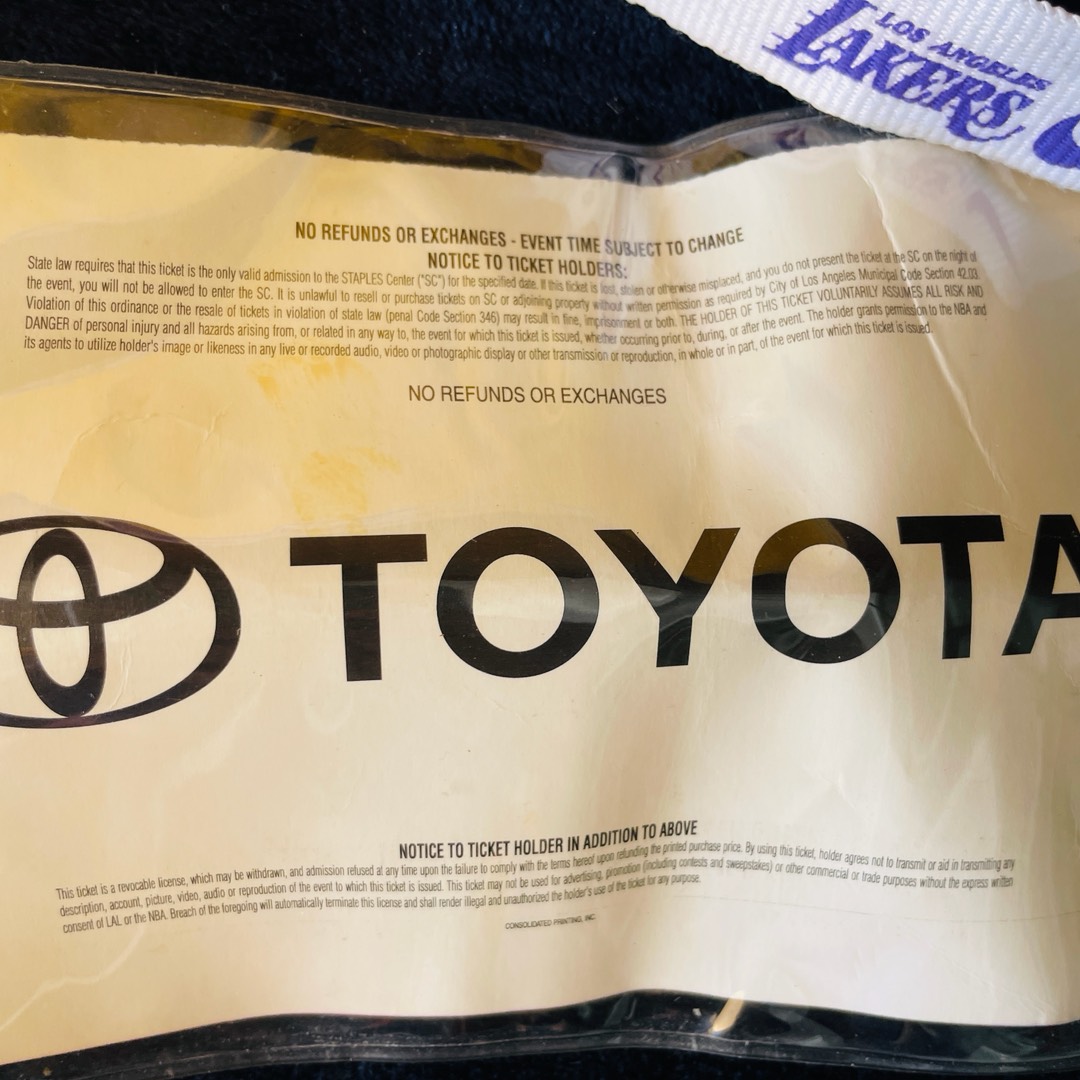 LOS ANGELES
LAKERS
NO REFUNDS OR EXCHANGES - EVENT TIME SUBJECT TO CHANGE
NOTICE TO TICKET HOLDERS:
State law requires that this ticket is the only valid admission to the STAPLES Center ("SC") for the specified date. If this ticket is lost, stolen or otherwise misplaced, and you do not present the ticket at the SC on the night of
the event, you will not be allowed to enter the SC. It is unlawful to resell or purchase tickets on SC or adjoining property without written permission as required by City of Los Angeles Municipal Code Section 42.03.
Violation of this ordinance or the resale of tickets in violation of state law (penal Code Section 346) may result in fine, imprisonment or both. THE HOLDER OF THIS TICKET VOLUNTARILY ASSUMES ALL RISK AND
DANGER of personal injury and all hazards arising from, or related in any way to, the event for which this ticket is issued, whether occurring prior to, during, or after the event. The holder grants permission to the NBA and
its agents to utilize holder's image or likeness in any live or recorded audio, video or photographic display or other transmission or reproduction, in whole or in part, of the event for which this ticket is issued.
NO REFUNDS OR EXCHANGES
TOYOTA
NOTICE TO TICKET HOLDER IN ADDITION TO ABOVE
This ticket is a revocable license, which may be withdrawn, and admission refused at any time upon the failure to comply with the terms hereof upon refunding the printed purchase price. By using this ticket, holder agrees not to transmit or aid in transmitting any
description, account, picture, video, audio or reproduction of the event to which this ticket is issued. This ticket may not be used for advertising, promotion (including contests and sweepstakes) or other commercial or trade purposes without the express written
consent of LAL or the NBA. Breach of the foregoing will automatically terminate this license and shall render illegal and unauthorized the holder's use of the ticket for any purpose.
CONSOLIDATED PRINTING, INC.